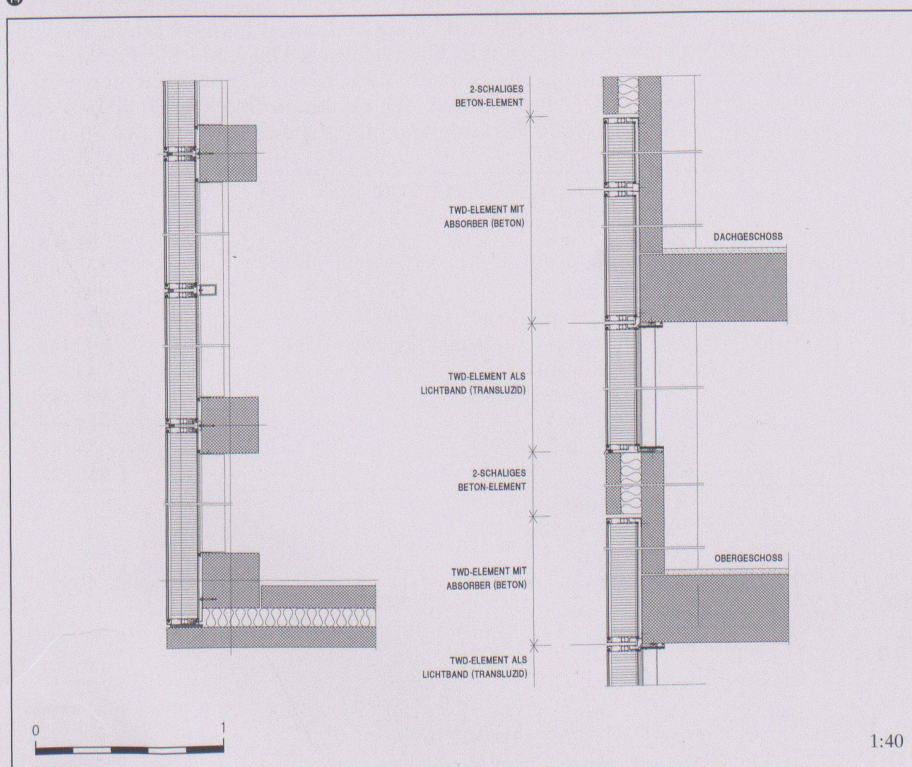 2-SCHALIGES
BETON-ELEMENT
TWD-ELEMENT MIT
ABSORBER (BETON)
DACHGESCHOSS
TWD-ELEMENT ALS
LICHTBAND (TRANSLUZID)
2-SCHALIGES
BETON-ELEMENT
OBERGESCHOSS
TWD-ELEMENT MIT
ABSORBER (BETON)
TWD-ELEMENT ALS
LICHTBAND (TRANSLUZID)
0 1
1:40